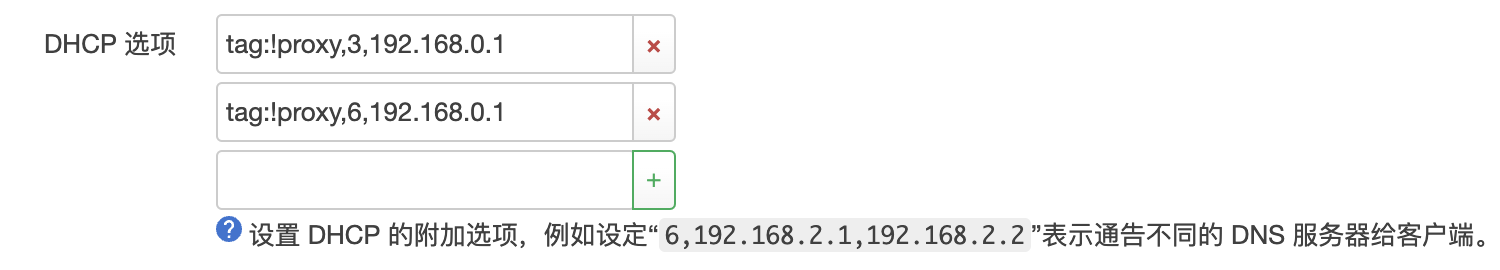 DHCP 选项
tag:!proxy,3,192.168.0.1
×
tag:!proxy,6,192.168.0.1
×
+
? 设置 DHCP 的附加选项，例如设定“6,192.168.2.1,192.168.2.2”表示通告不同的 DNS 服务器给客户端。